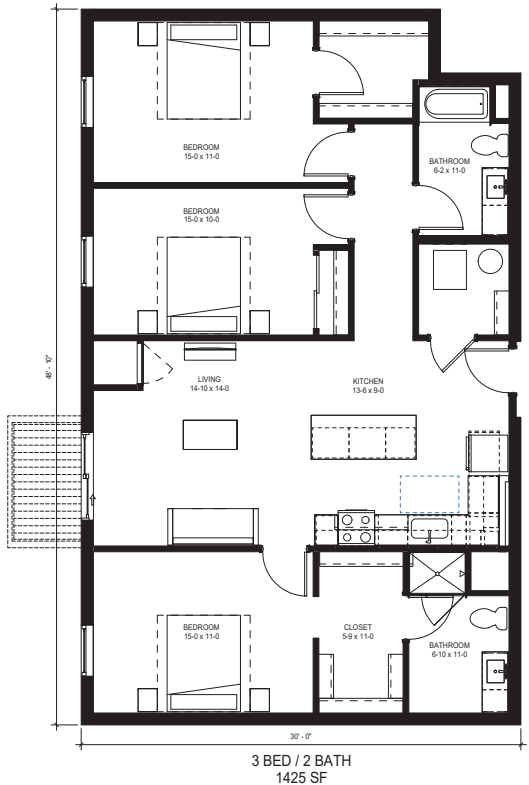 BEDROOM
15-0 x 11-0
BATHROOM
6-2 x 11-0
BEDROOM
15-0 x 10-0
48' - 10"
LIVING
14-10 x 14-0
KITCHEN
13-6 x 9-0
BEDROOM
15-0 x 11-0
CLOSET
5-9 x 11-0
BATHROOM
6-10 x 11-0
30' - 0"
3 BED / 2 BATH
1425 SF